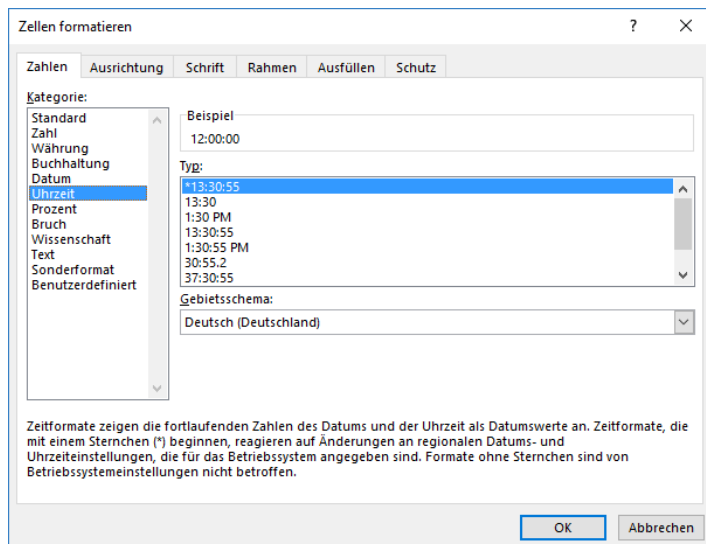 Zellen formatieren
?
Zahlen Ausrichtung Schrift Rahmen Ausfüllen Schutz
Kategorie:
Standard
Zahl
Währung
Buchhaltung
Datum
Uhrzeit
Prozent
Bruch
Wissenschaft
Text
Sonderformat
Benutzerdefiniert
Beispiel
12:00:00
Typ:
*13:30:55
13:30
1:30 PM
13:30:55
1:30:55 PM
30:55.2
37:30:55
Gebietsschema:
Deutsch (Deutschland)
Zeitformate zeigen die fortlaufenden Zahlen des Datums und der Uhrzeit als Datumswerte an. Zeitformate, die
mit einem Sternchen (*) beginnen, reagieren auf Änderungen an regionalen Datums- und
Uhrzeiteinstellungen, die für das Betriebssystem angegeben sind. Formate ohne Sternchen sind von
Betriebssystemeinstellungen nicht betroffen.
OK Abbrechen